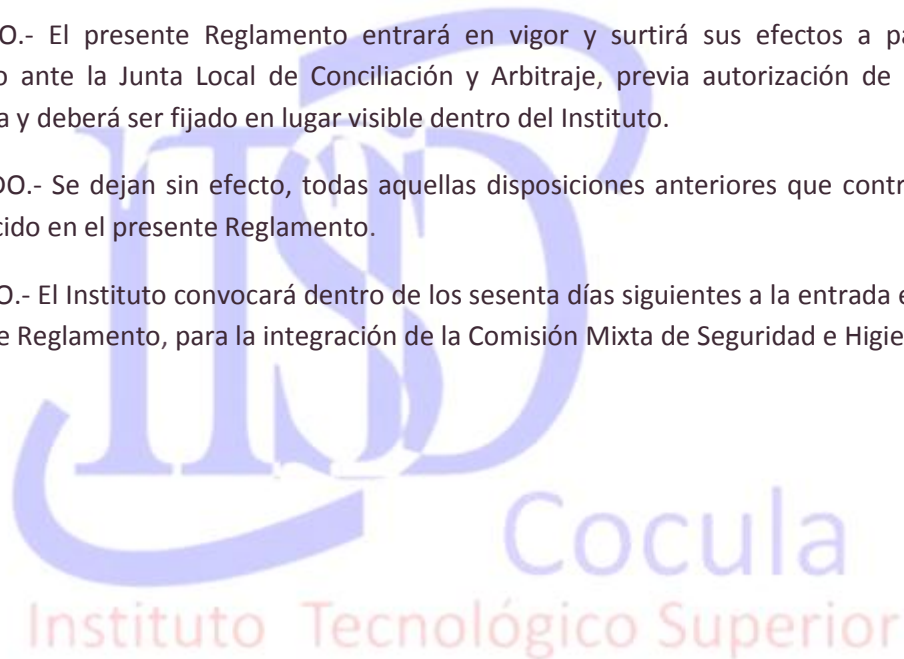 O.- El presente Reglamento entrará en vigor y surtirá sus efectos a pa
o ante la Junta Local de Conciliación y Arbitraje, previa autorización de
a y deberá ser fijado en lugar visible dentro del Instituto.
DO.- Se dejan sin efecto, todas aquellas disposiciones anteriores que contr
cido en el presente Reglamento.
O.- El Instituto convocará dentro de los sesenta días siguientes a la entrada e
e Reglamento, para la integración de la Comisión Mixta de Seguridad e Higie
ITSD
Cocula
Instituto Tecnológico Superior